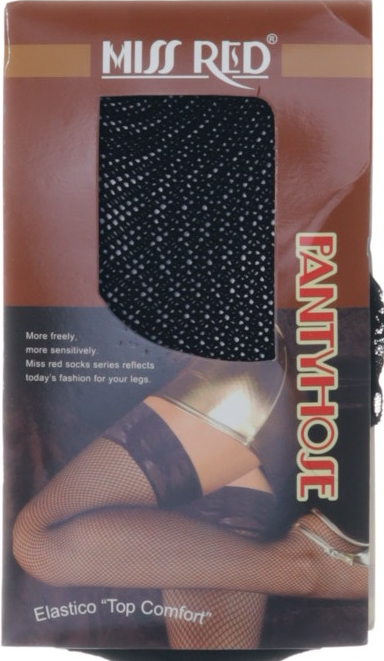 MISS RED®
PANTYHOSE
More freely,
more sensitively.
Miss red socks series reflects
today's fashion for your legs.
Elastico "Top Comfort"